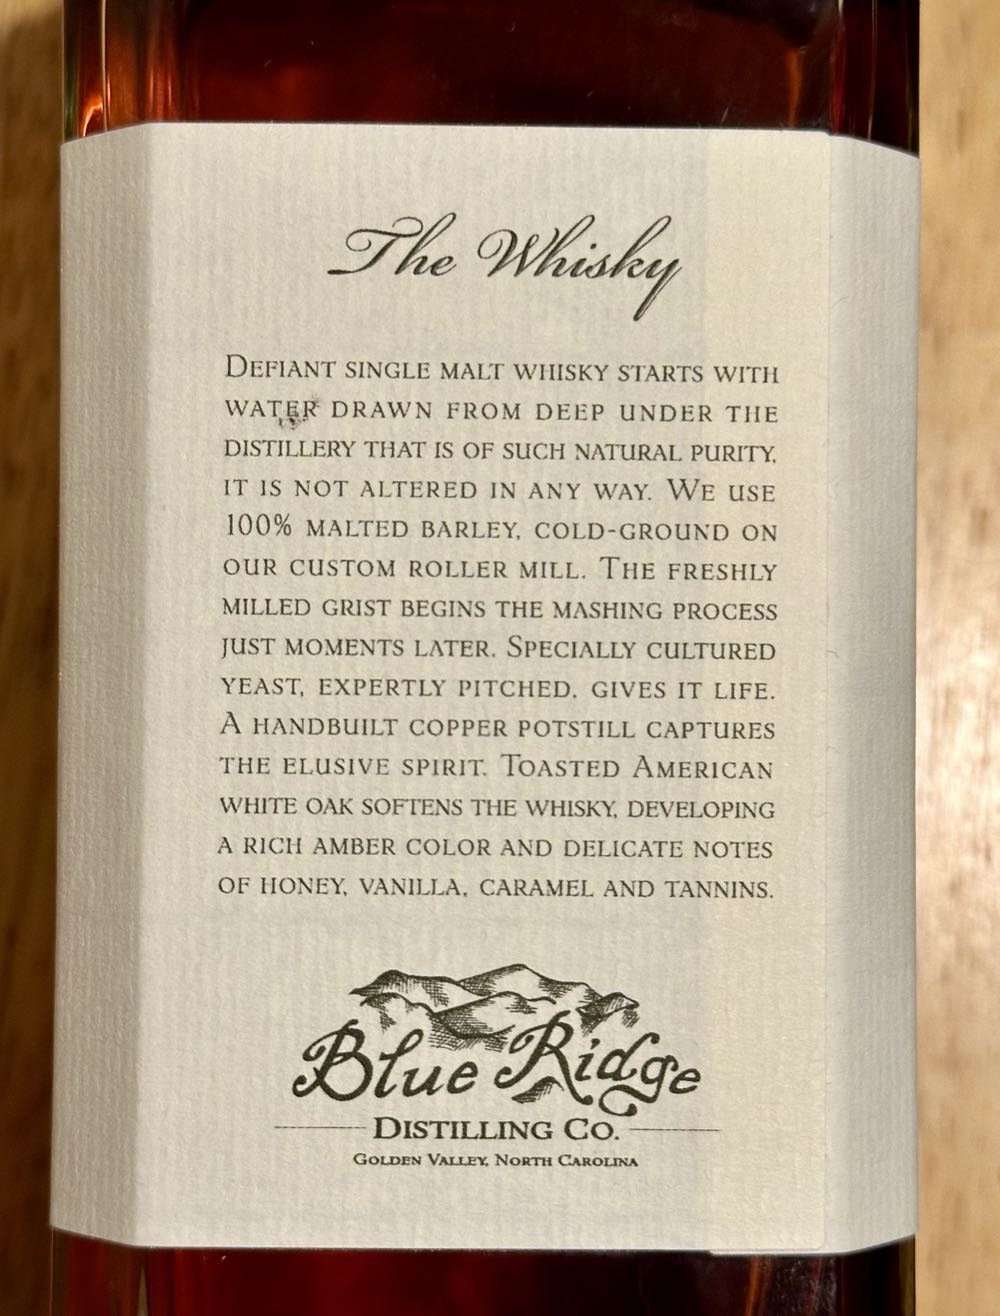 The Whisky
Defiant single malt whisky starts with
water drawn from deep under the
distillery that is of such natural purity,
it is not altered in any way. We use
100% malted barley, cold-ground on
our custom roller mill. The freshly
milled grist begins the mashing process
just moments later. Specially cultured
yeast, expertly pitched, gives it life.
A handbuilt copper potstill captures
the elusive spirit. Toasted American
white oak softens the whisky, developing
a rich amber color and delicate notes
of honey, vanilla, caramel and tannins.
Blue Ridge
Distilling Co.
Golden Valley, North Carolina